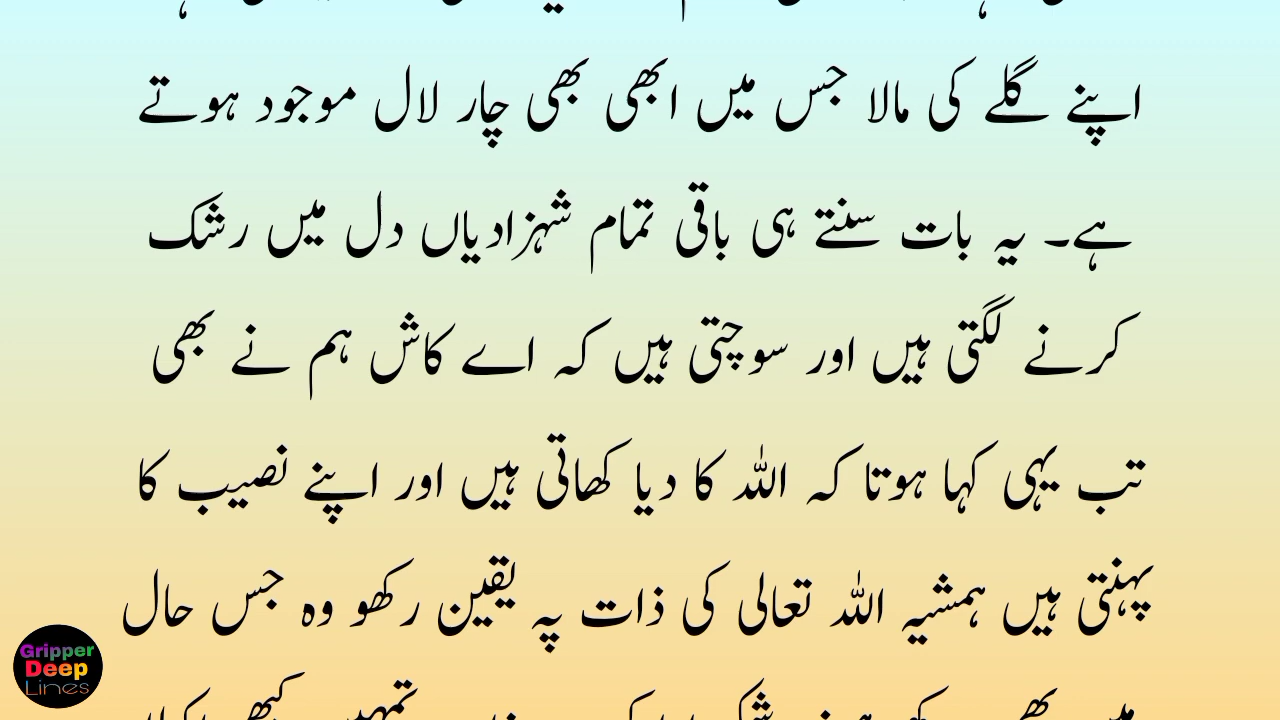 اپنے گلے کی مالا جس میں ابھی بھی چار لال موجود ہوتے
ہے۔ یہ بات سنتے ہی باقی تمام شہزادیاں دل میں رشک
کرنے لگتی ہیں اور سوچتی ہیں کہ اے کاش ہم نے بھی
تب یہی کہا ہوتا کہ اللہ کا دیا کھاتی ہیں اور اپنے نصیب کا
پہنتی ہیں ہمشیہ اللہ تعالی کی ذات پہ یقین رکھو وہ جس حال
Gripper
Deep
Lines